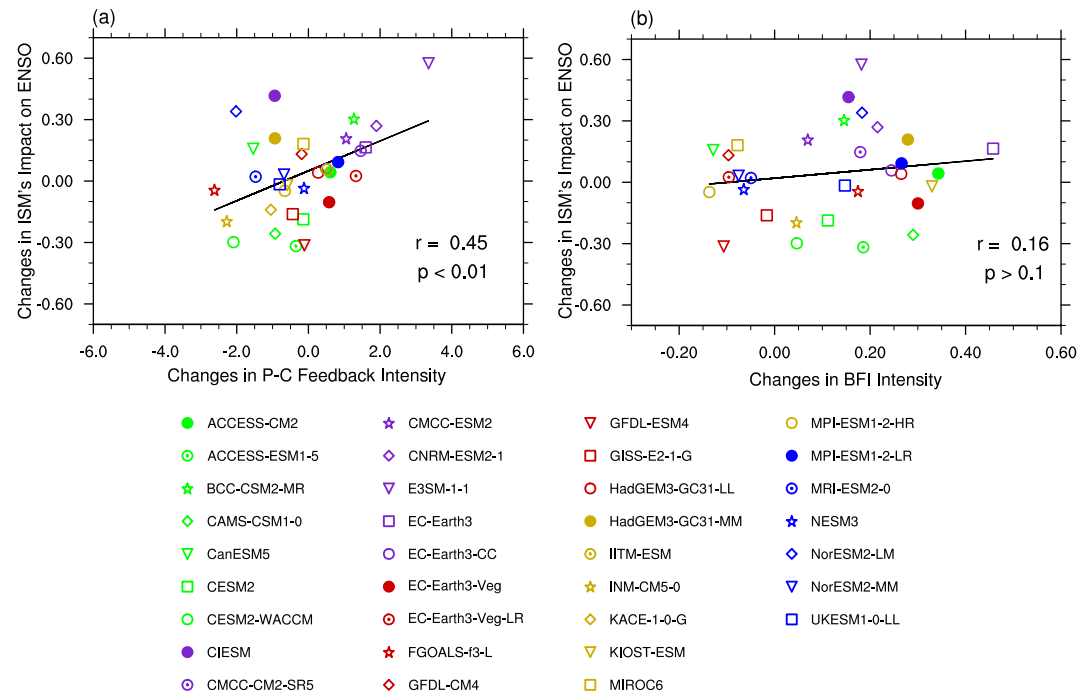 (a)
(b)
Changes in ISM's Impact on ENSO
0.60
0.30
0.00
-0.30
-0.60
r = 0.45
p < 0.01
-6.0 -4.0 -2.0 0.0 2.0 4.0 6.0
Changes in P-C Feedback Intensity
Changes in ISM's Impact on ENSO
0.60
0.30
0.00
-0.30
-0.60
r = 0.16
p > 0.1
-0.20 0.00 0.20 0.40 0.60
Changes in BFI Intensity
ACCESS-CM2
ACCESS-ESM1-5
BCC-CSM2-MR
CAMS-CSM1-0
CanESM5
CESM2
CESM2-WACCM
CIESM
CMCC-CM2-SR5
CMCC-ESM2
CNRM-ESM2-1
E3SM-1-1
EC-Earth3
EC-Earth3-CC
EC-Earth3-Veg
EC-Earth3-Veg-LR
FGOALS-f3-L
GFDL-CM4
GFDL-ESM4
GISS-E2-1-G
HadGEM3-GC31-LL
HadGEM3-GC31-MM
IITM-ESM
INM-CM5-0
KACE-1-0-G
KIOST-ESM
MIROC6
MPI-ESM1-2-HR
MPI-ESM1-2-LR
MRI-ESM2-0
NESM3
NorESM2-LM
NorESM2-MM
UKESM1-0-LL